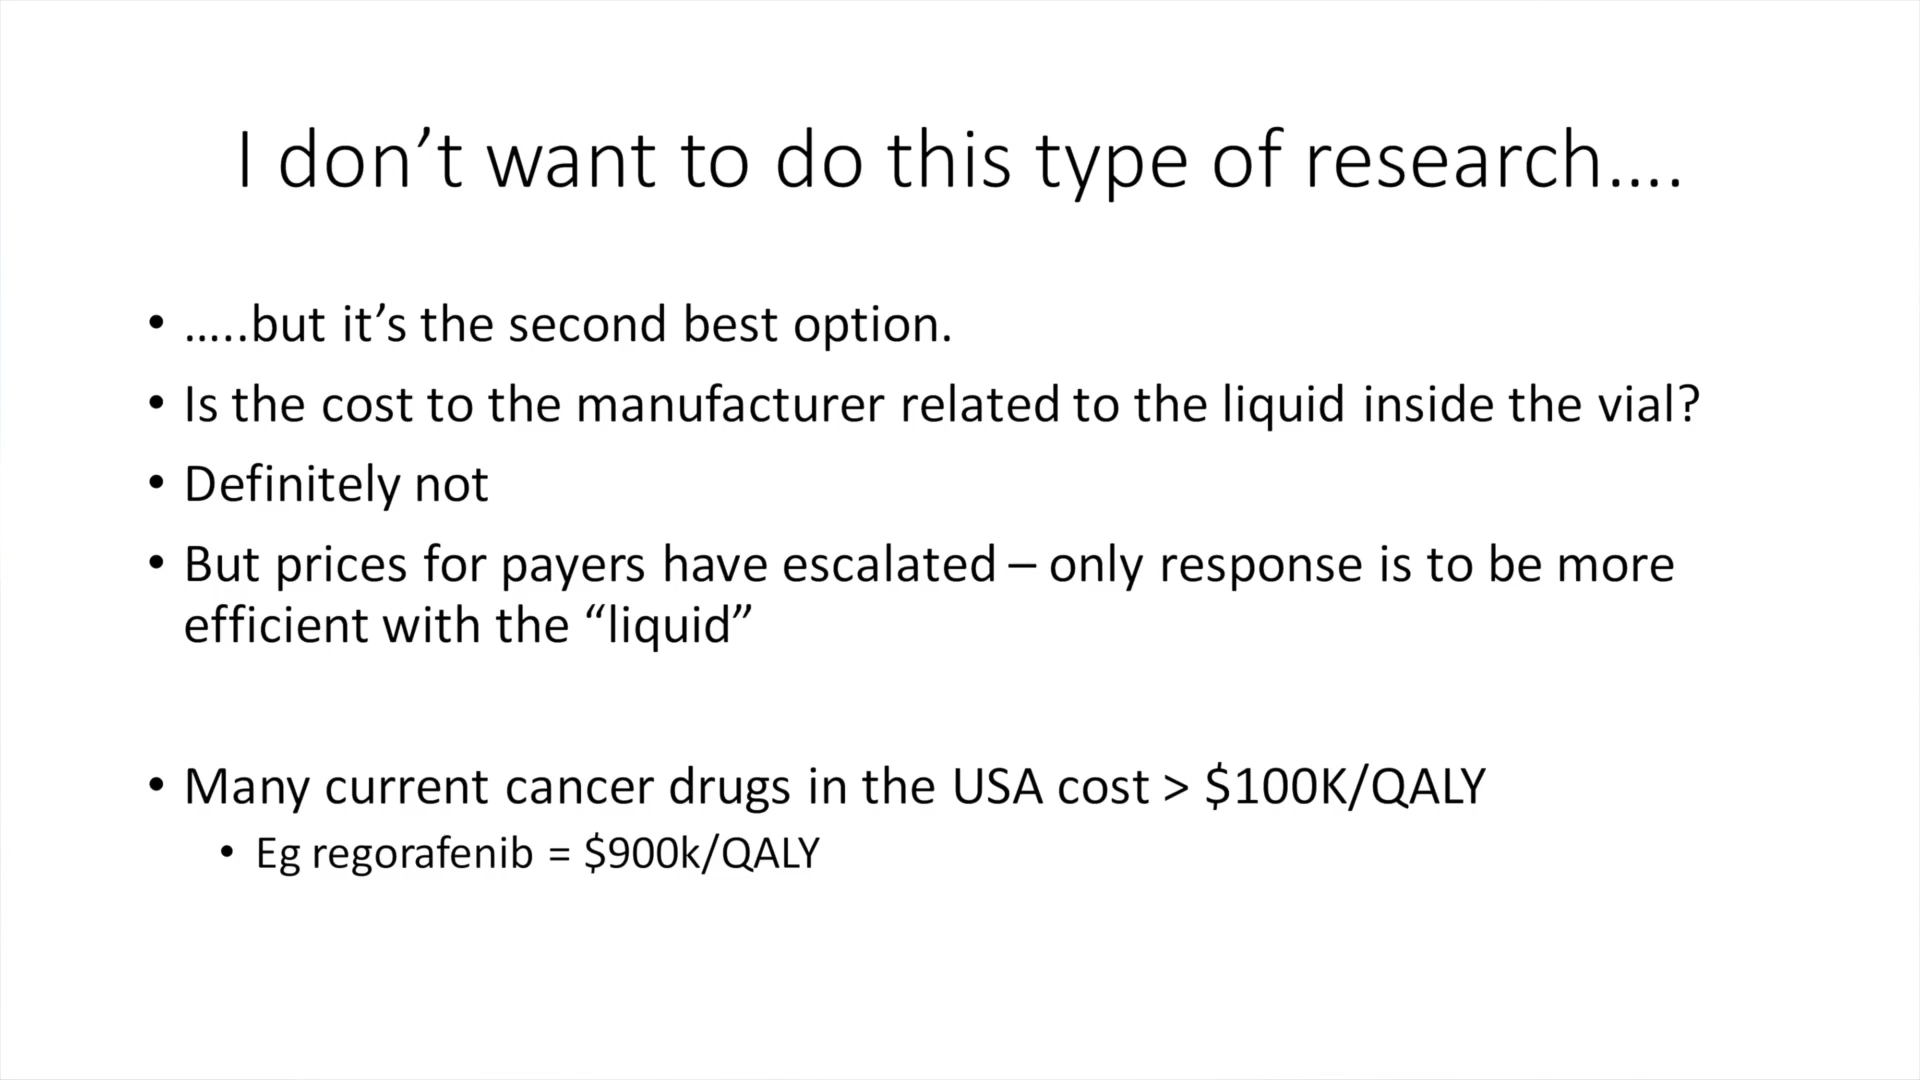 I don’t want to do this type of research….
• …..but it’s the second best option.
• Is the cost to the manufacturer related to the liquid inside the vial?
• Definitely not
• But prices for payers have escalated – only response is to be more
efficient with the “liquid”
• Many current cancer drugs in the USA cost > $100K/QALY
• Eg regorafenib = $900k/QALY